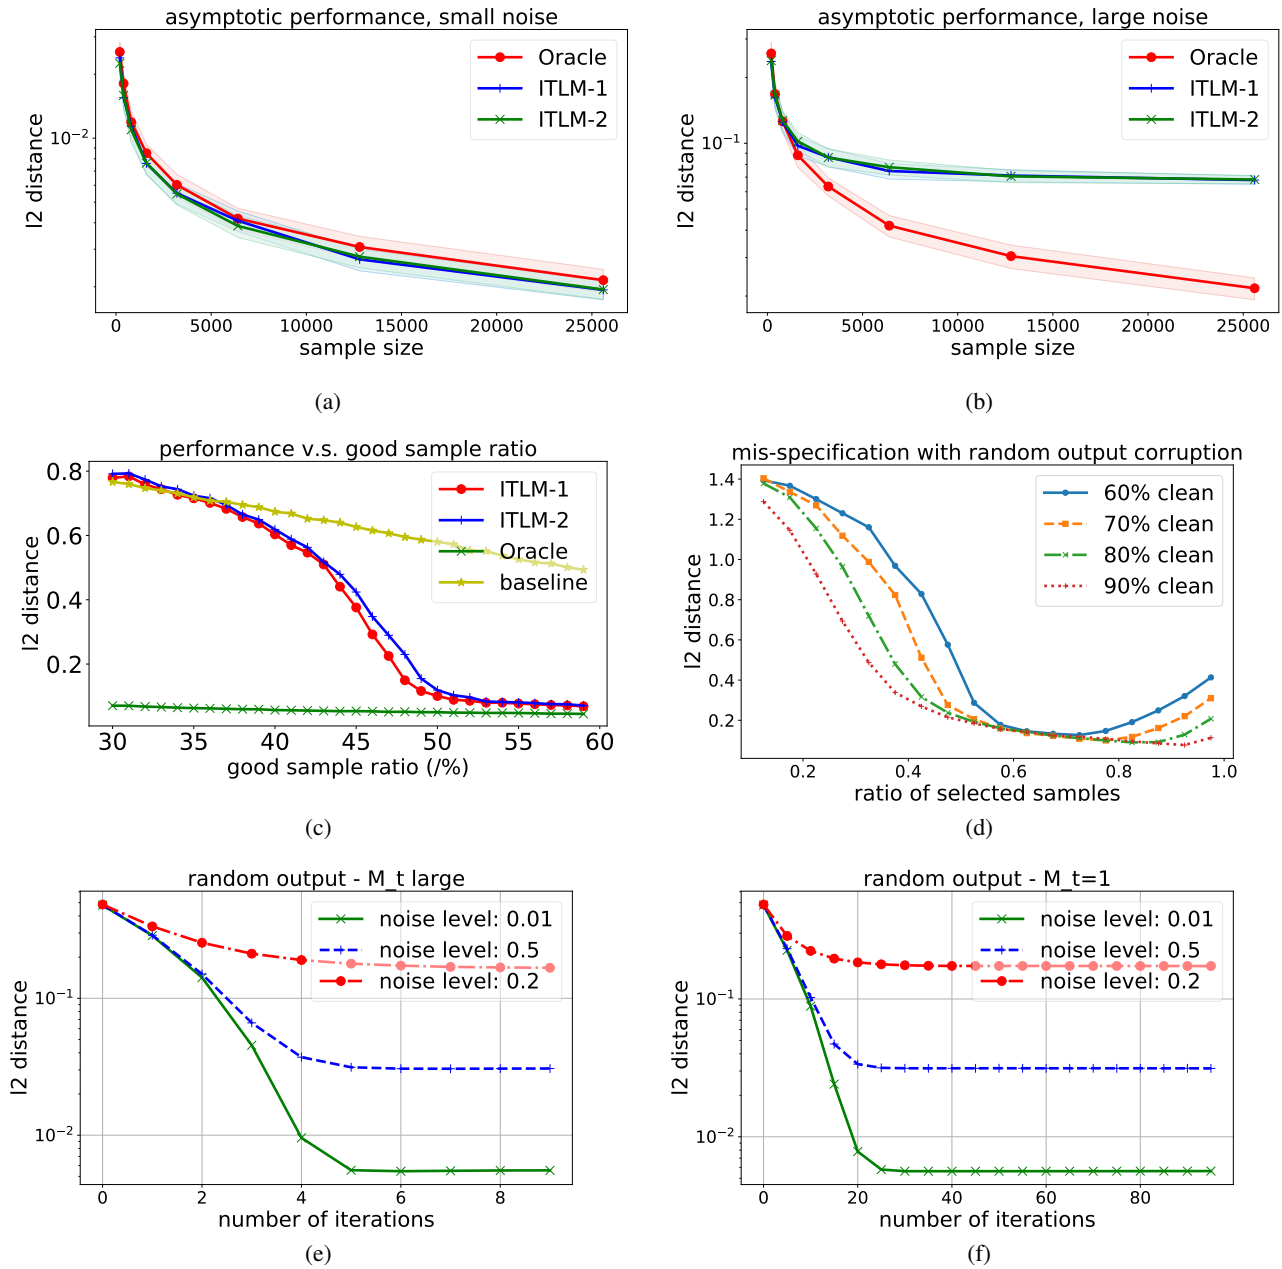 asymptotic performance, small noise
Oracle
ITLM-1
ITLM-2
10⁻²
l2 distance
0 5000 10000 15000 20000 25000
sample size
(a)
asymptotic performance, large noise
Oracle
ITLM-1
ITLM-2
10⁻¹
l2 distance
0 5000 10000 15000 20000 25000
sample size
(b)
performance v.s. good sample ratio
ITLM-1
ITLM-2
Oracle
baseline
0.8
0.6
0.4
0.2
l2 distance
30 35 40 45 50 55 60
good sample ratio (/%)
(c)
mis-specification with random output corruption
60% clean
70% clean
80% clean
90% clean
1.4
1.2
1.0
0.8
0.6
0.4
0.2
l2 distance
0.2 0.4 0.6 0.8 1.0
ratio of selected samples
(d)
random output - M_t large
noise level: 0.01
noise level: 0.5
noise level: 0.2
10⁻¹
10⁻²
l2 distance
0 2 4 6 8
number of iterations
(e)
random output - M_t=1
noise level: 0.01
noise level: 0.5
noise level: 0.2
10⁻¹
10⁻²
l2 distance
0 20 40 60 80
number of iterations
(f)